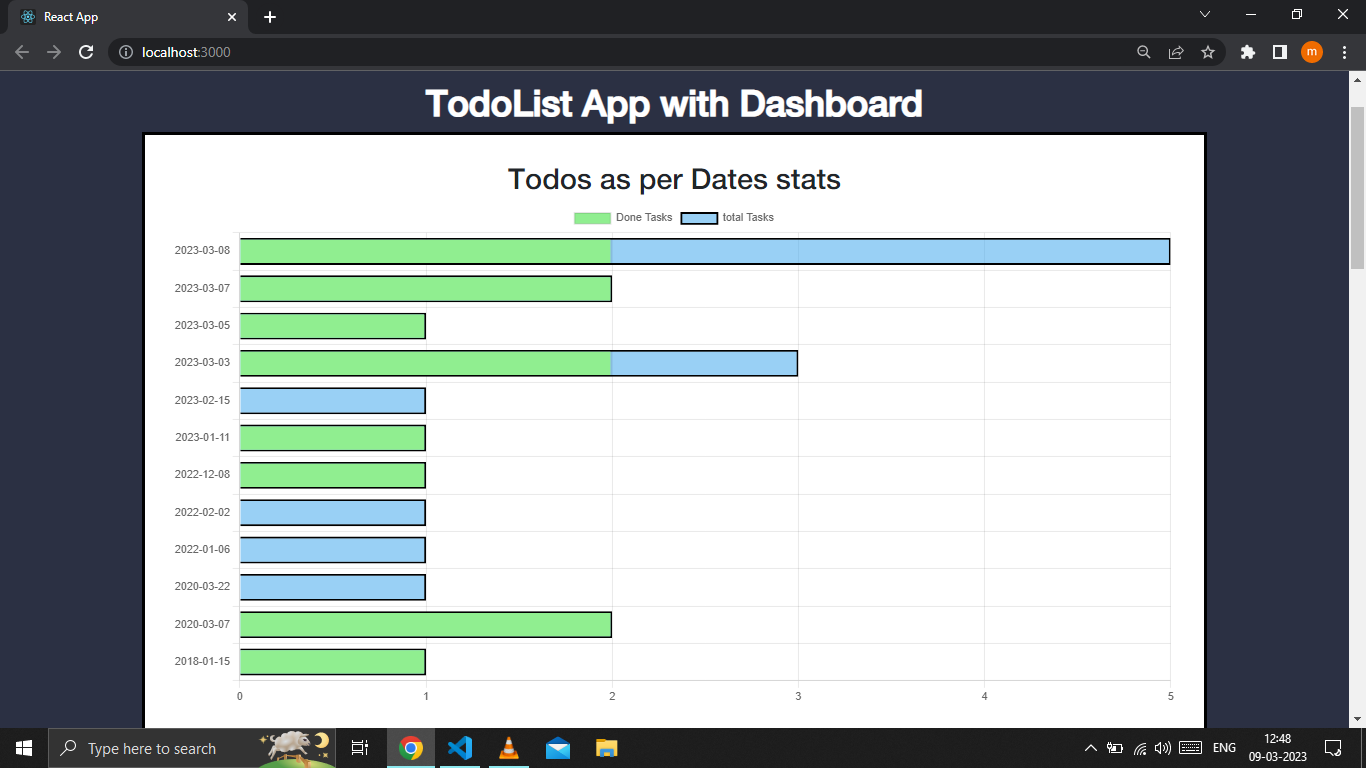 React App
localhost:3000
m
TodoList App with Dashboard
Todos as per Dates stats
Done Tasks total Tasks
2023-03-08
2023-03-07
2023-03-05
2023-03-03
2023-02-15
2023-01-11
2022-12-08
2022-02-02
2022-01-06
2020-03-22
2020-03-07
2018-01-15
0 1 2 3 4 5
Type here to search
ENG
12:48
09-03-2023